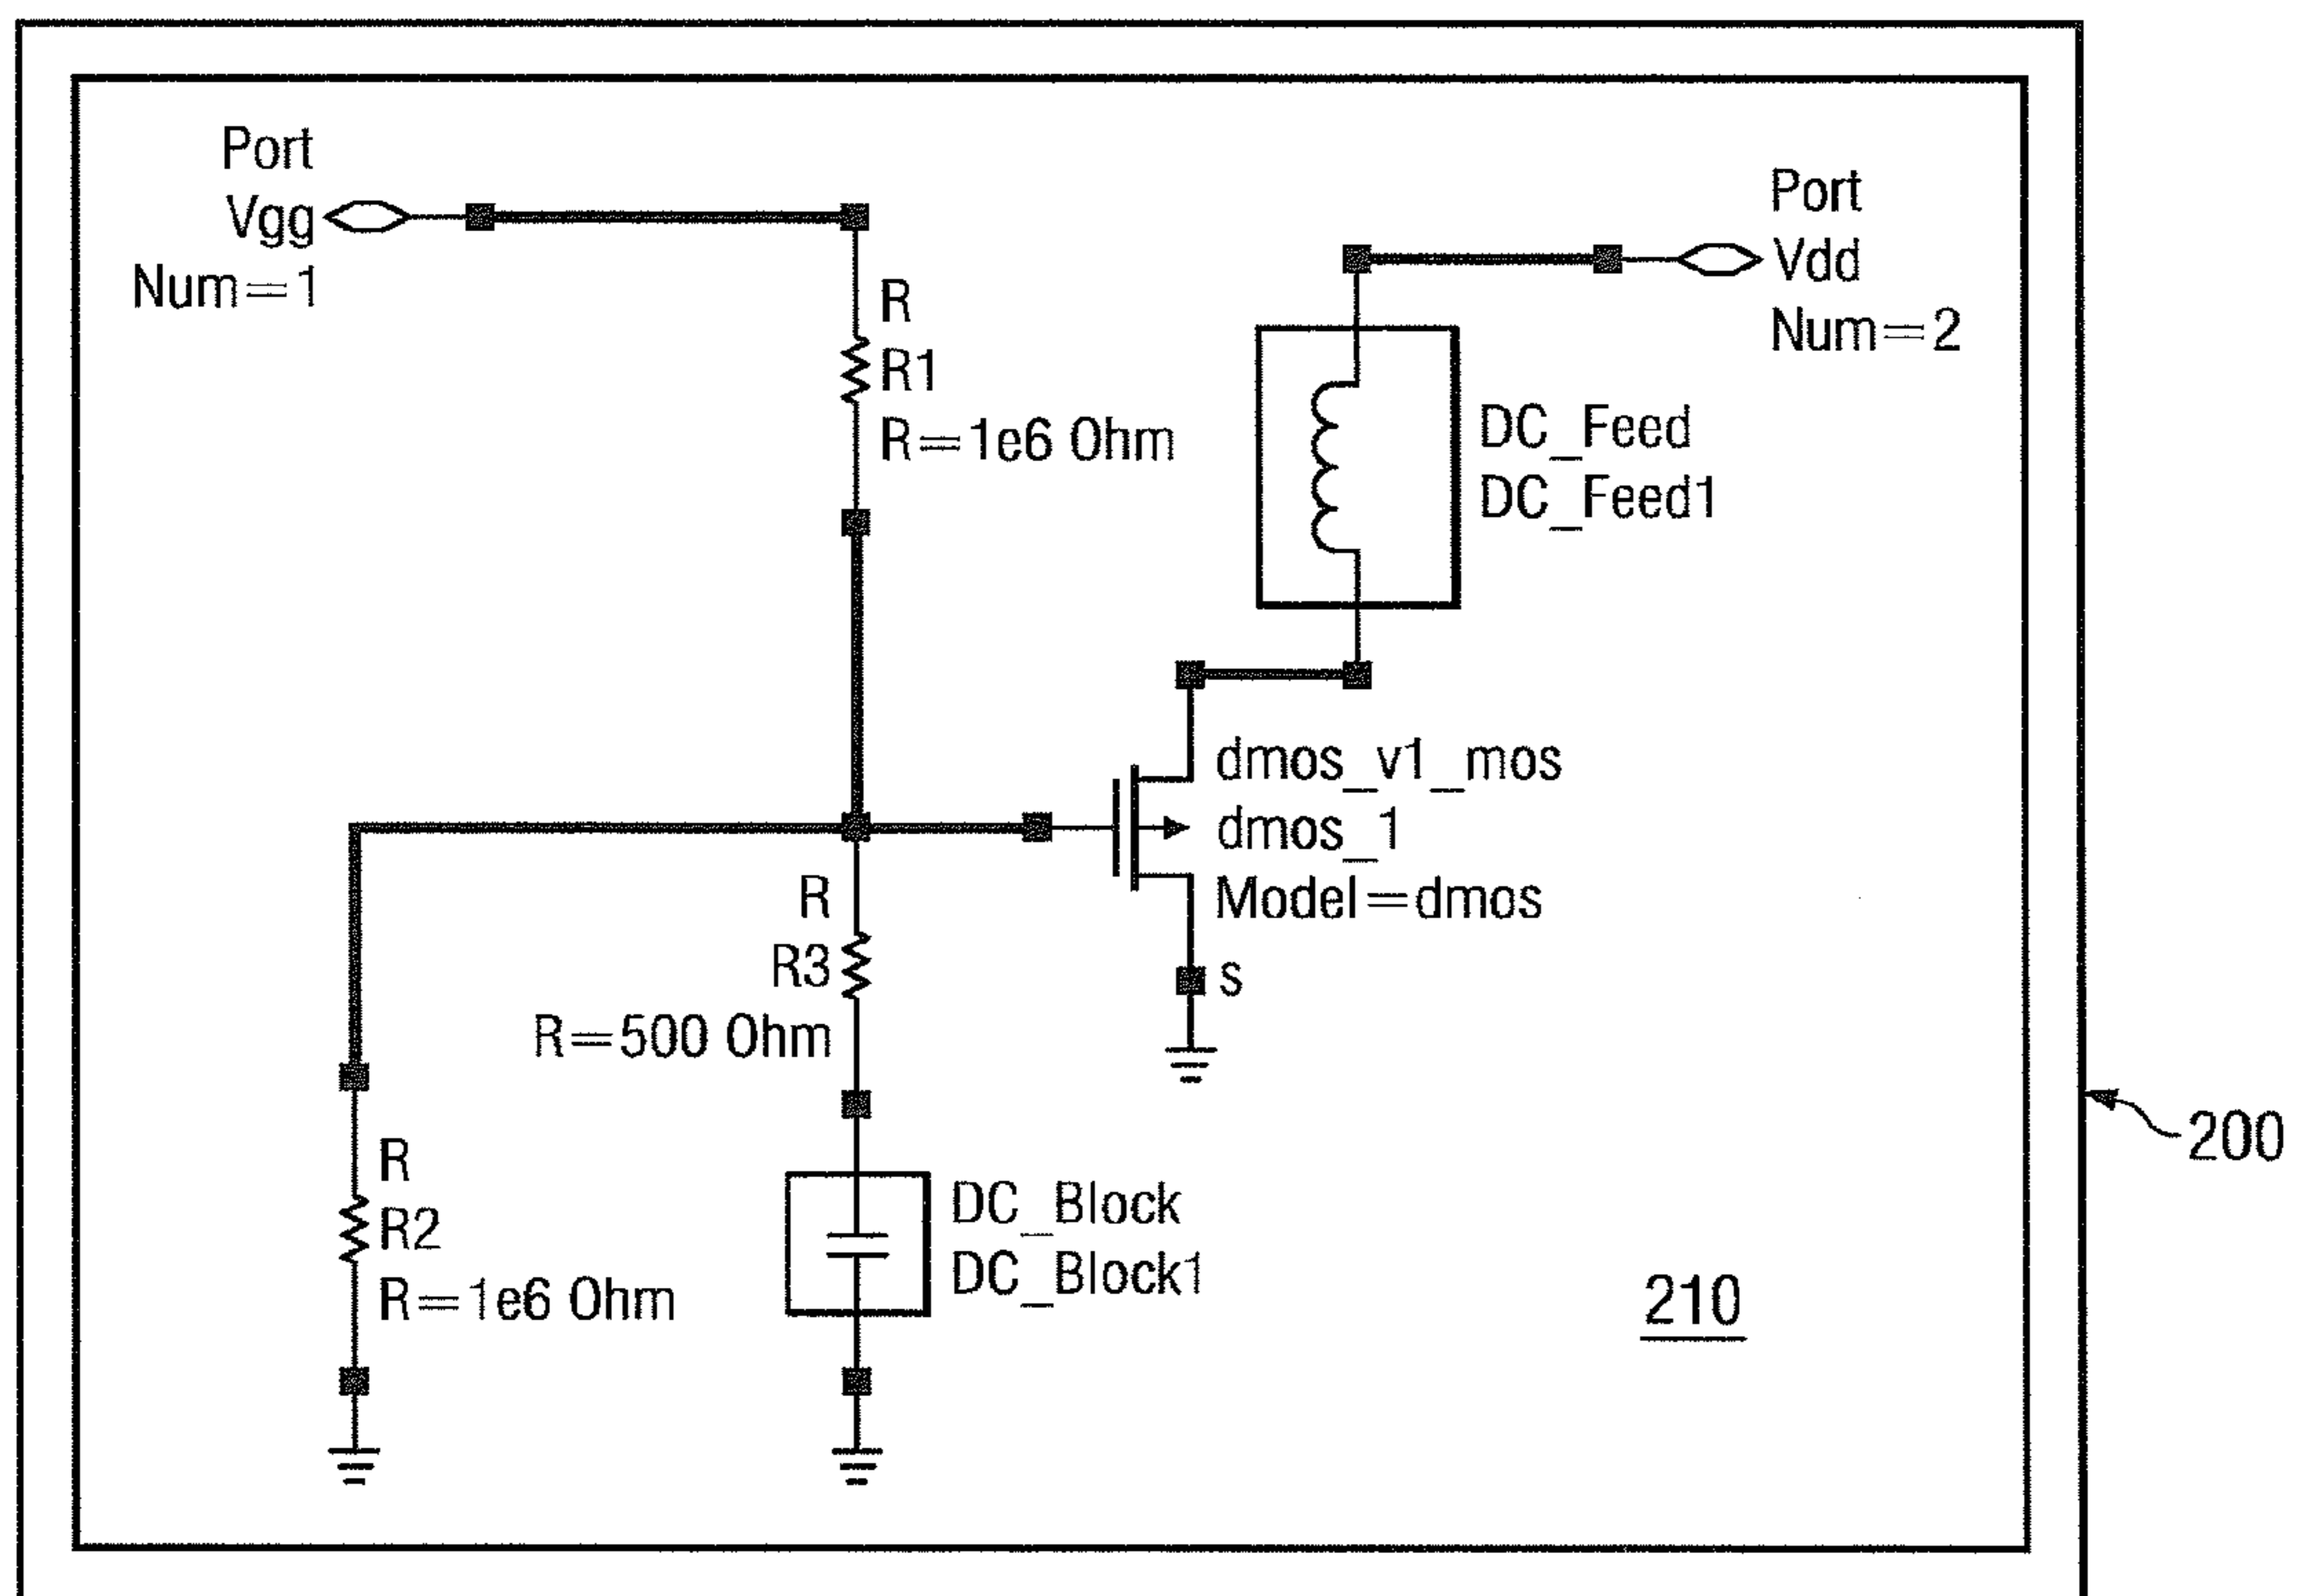 Port
Vgg
Num=1
Port
Vdd
Num=2
R
R1
R=1e6 Ohm
DC_Feed
DC_Feed1
dmos_v1_mos
dmos_1
Model=dmos
s
R
R3
R=500 Ohm
R
R2
R=1e6 Ohm
DC_Block
DC_Block1
210
200